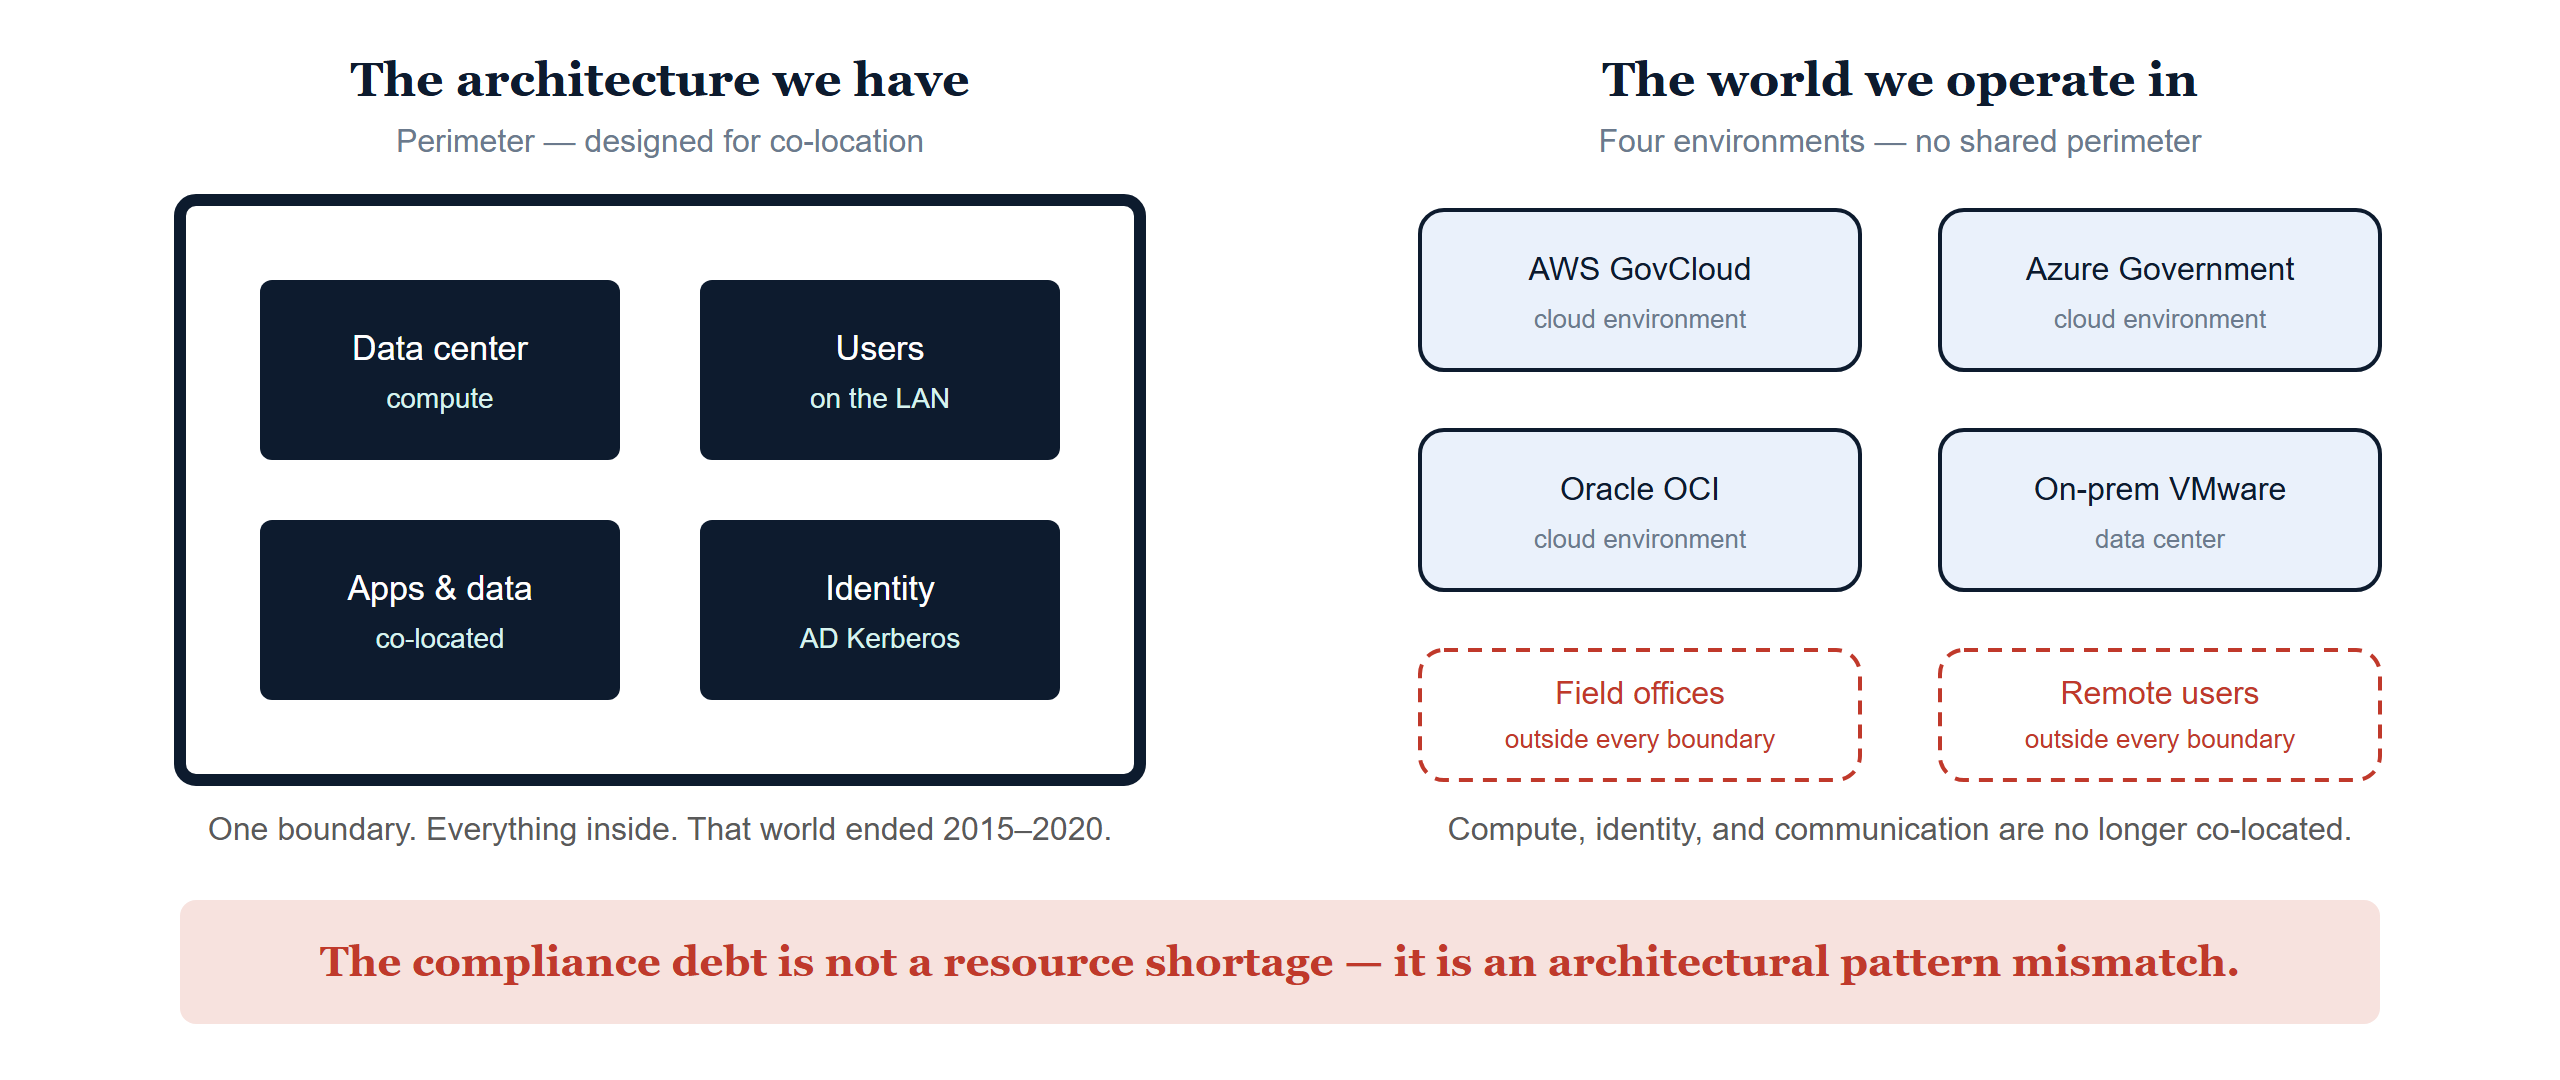 The architecture we have
Perimeter — designed for co-location
Data center
compute
Users
on the LAN
Apps & data
co-located
Identity
AD Kerberos
One boundary. Everything inside. That world ended 2015–2020.
The world we operate in
Four environments — no shared perimeter
AWS GovCloud
cloud environment
Azure Government
cloud environment
Oracle OCI
cloud environment
On-prem VMware
data center
Field offices
outside every boundary
Remote users
outside every boundary
Compute, identity, and communication are no longer co-located.
The compliance debt is not a resource shortage — it is an architectural pattern mismatch.